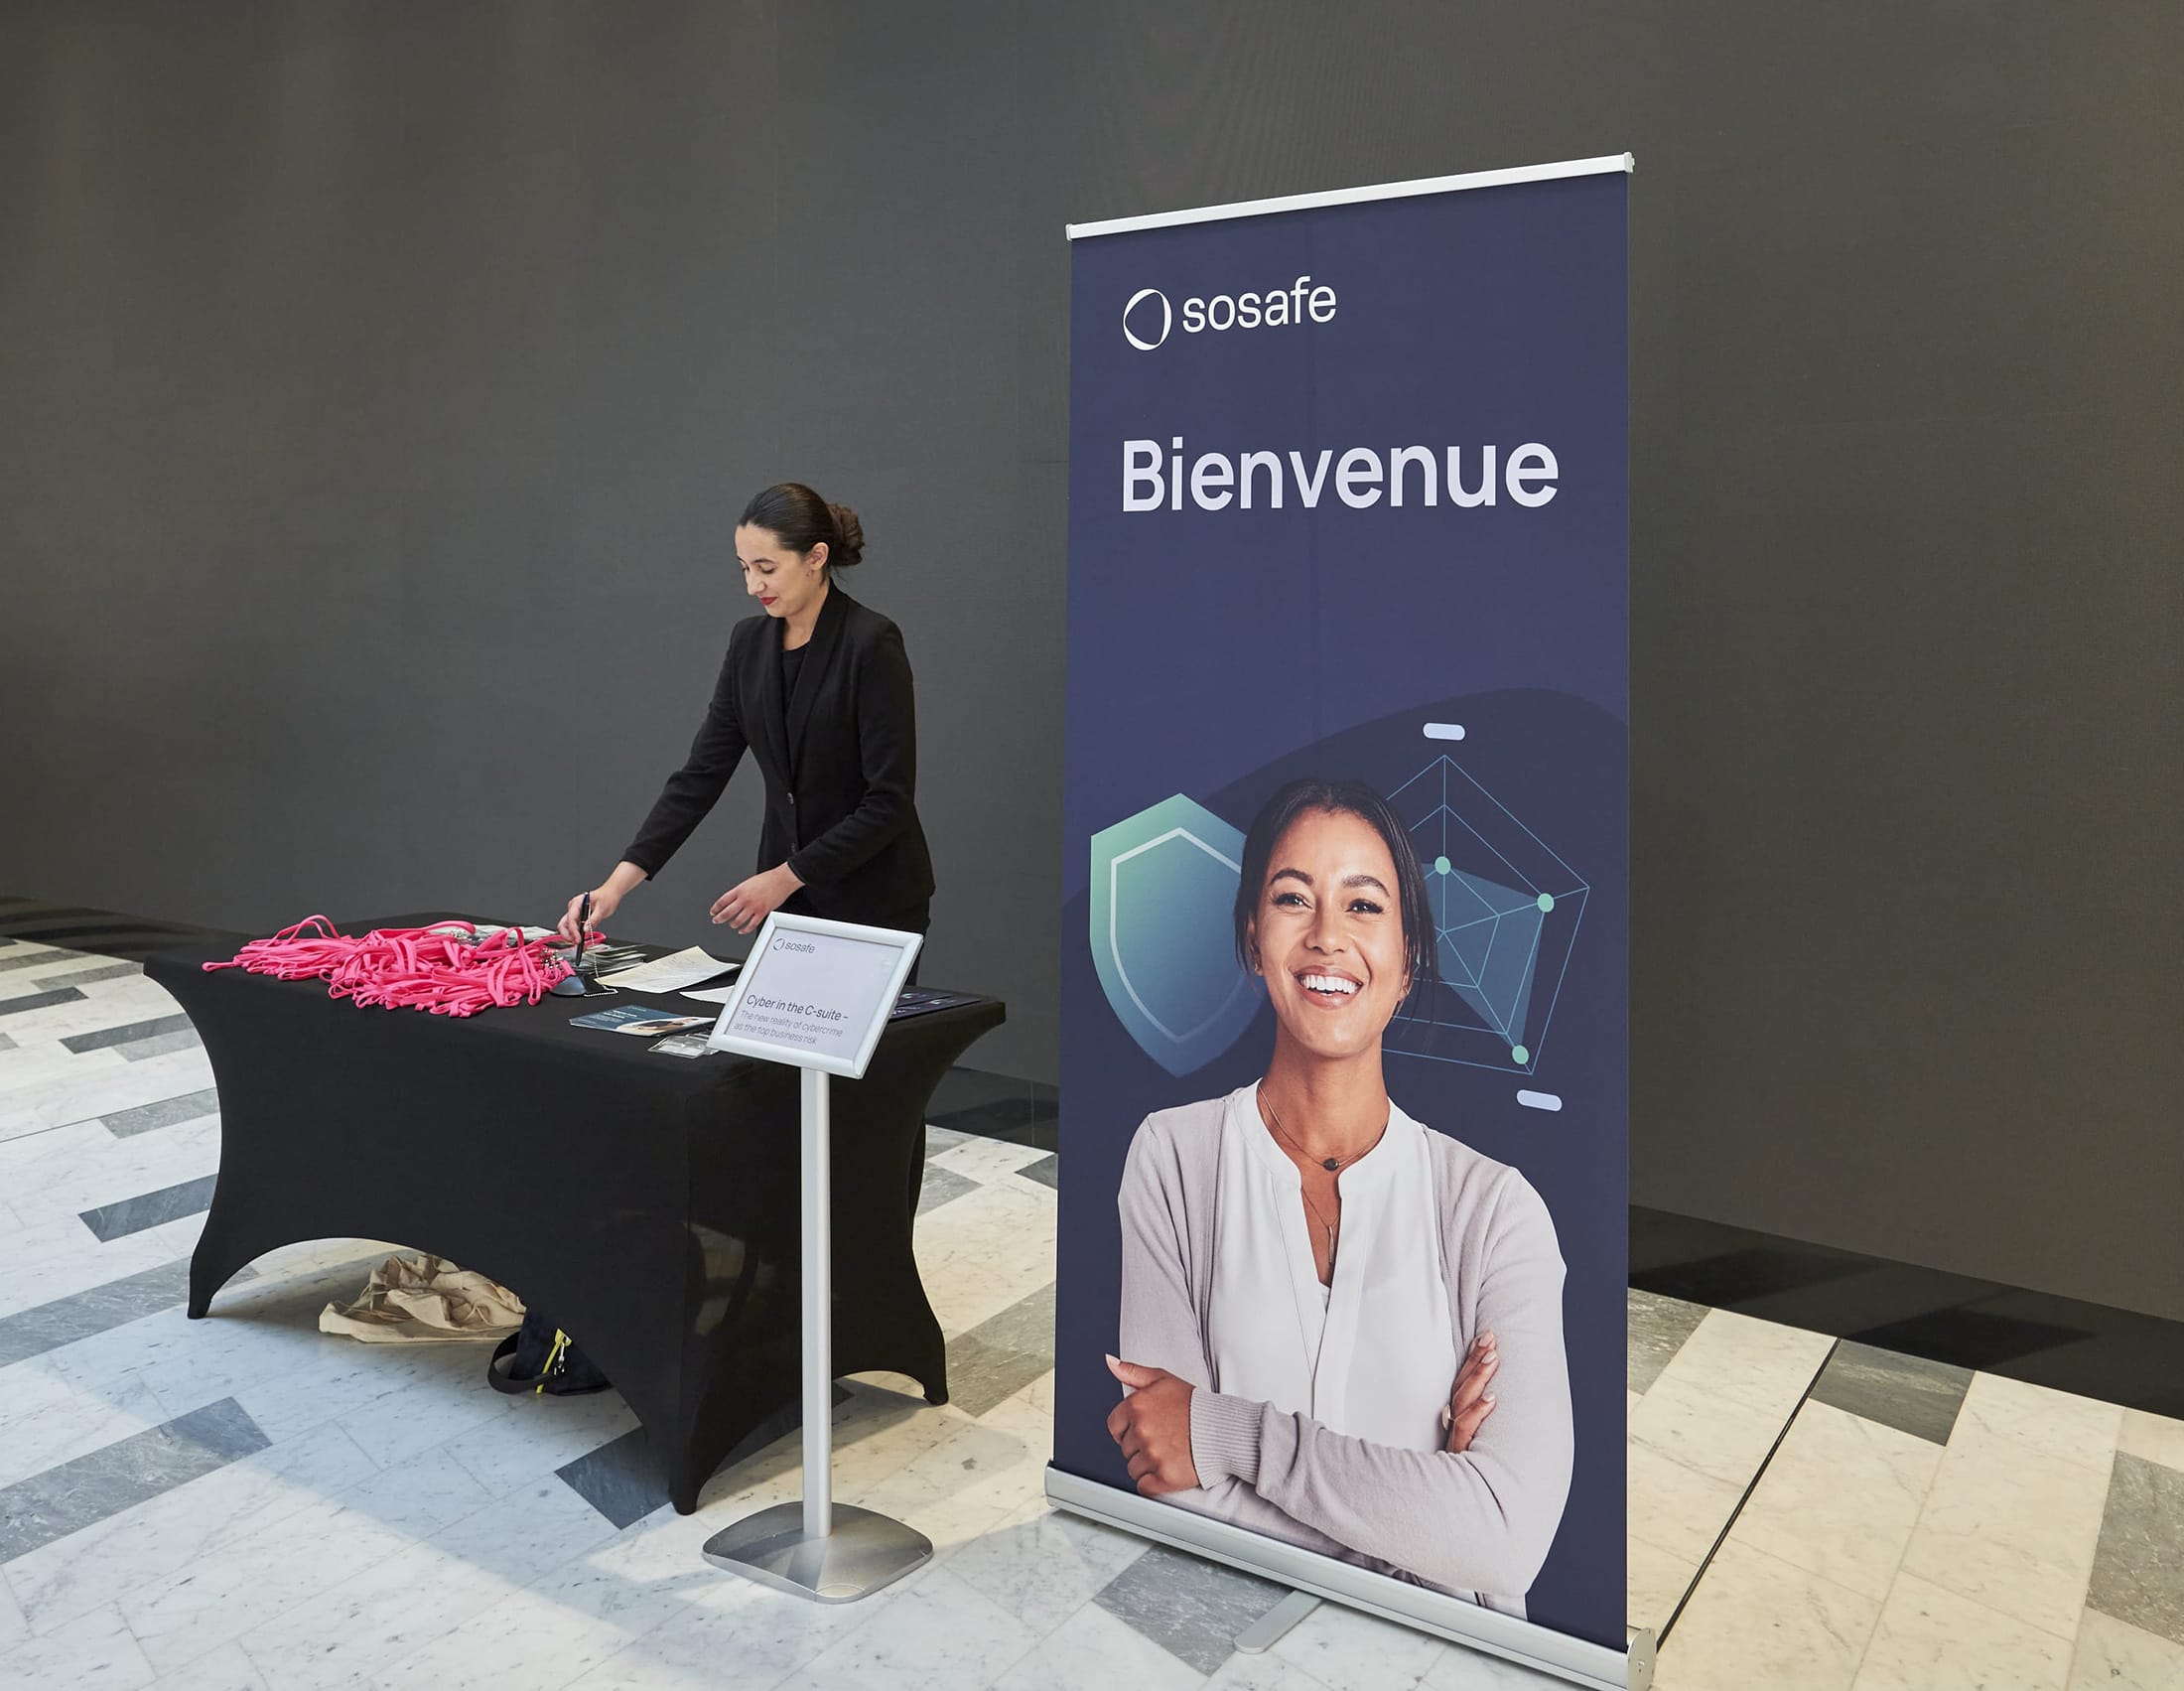 sosafe
Bienvenue
sosafe
Cyber in the C-suite –
The new reality of cybercrime
as the top business risk